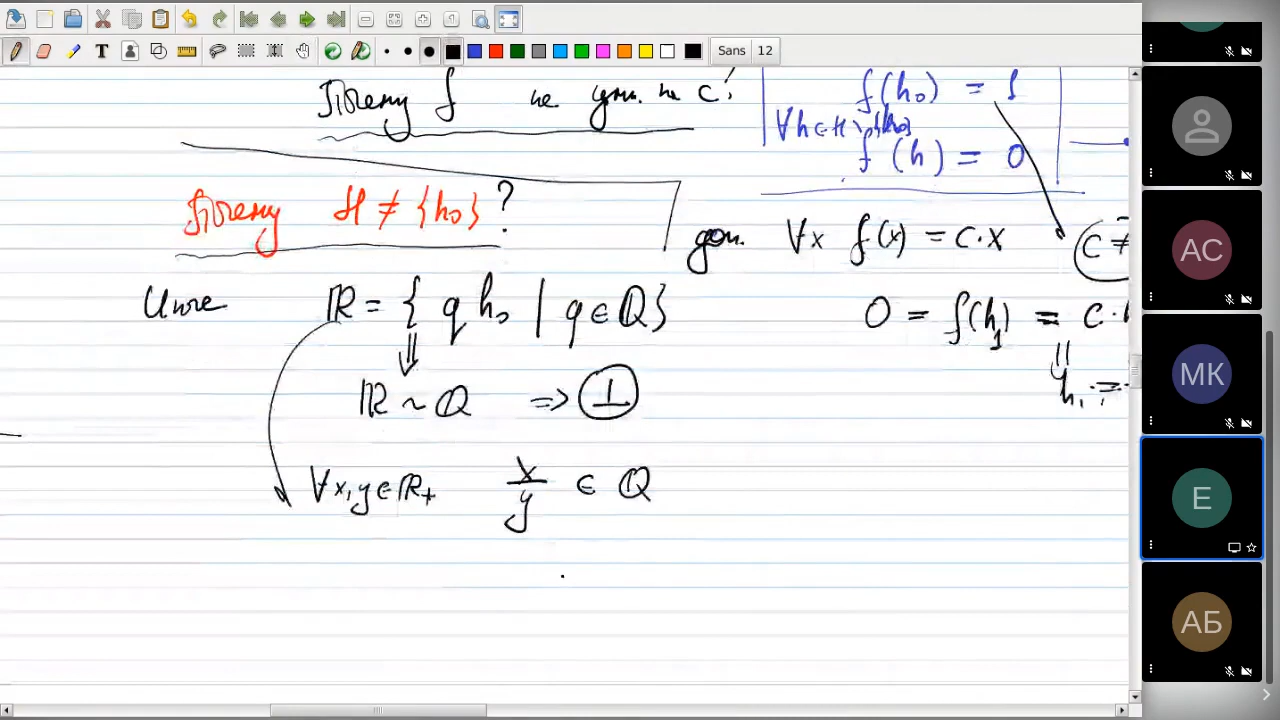 Sans 12
Почему f не умн. на c?
f(h₀) = 1
∀h∈H \ {h₀}
f(h) = 0
Почему H ≠ {h₀} ?
доп. ∀x f(x) = c·x
c ≠
Иначе ℝ = { q h₀ | q ∈ ℚ}
0 = f(h₁) = c·h
ℝ ~ ℚ ⇒ ⊥
∀x,y∈ℝ₊ x/y ∈ ℚ
АС
МК
Е
АБ